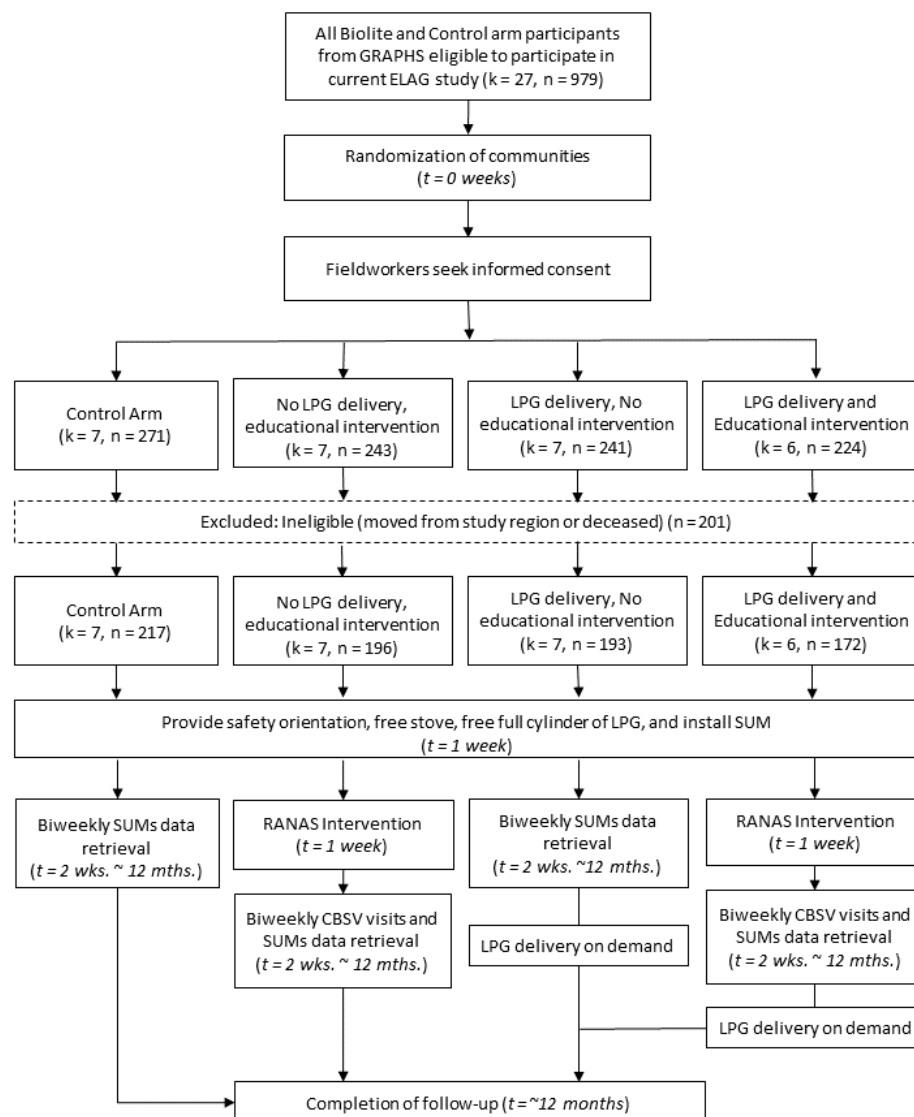 All Biolite and Control arm participants
from GRAPHS eligible to participate in
current ELAG study (k = 27, n = 979)
Randomization of communities
(t = 0 weeks)
Fieldworkers seek informed consent
Control Arm
(k = 7, n = 271)
No LPG delivery,
educational intervention
(k = 7, n = 243)
LPG delivery, No
educational intervention
(k = 7, n = 241)
LPG delivery and
Educational intervention
(k = 6, n = 224)
Excluded: Ineligible (moved from study region or deceased) (n = 201)
Control Arm
(k = 7, n = 217)
No LPG delivery,
educational intervention
(k = 7, n = 196)
LPG delivery, No
educational intervention
(k = 7, n = 193)
LPG delivery and
Educational intervention
(k = 6, n = 172)
Provide safety orientation, free stove, free full cylinder of LPG, and install SUM
(t = 1 week)
Biweekly SUMs data
retrieval
(t = 2 wks. ~ 12 mths.)
RANAS Intervention
(t = 1 week)
Biweekly CBSV visits and
SUMs data retrieval
(t = 2 wks. ~ 12 mths.)
Biweekly SUMs data
retrieval
(t = 2 wks. ~12 mths.)
LPG delivery on demand
RANAS Intervention
(t = 1 week)
Biweekly CBSV visits and
SUMs data retrieval
(t = 2 wks. ~ 12 mths.)
LPG delivery on demand
Completion of follow-up (t = ~12 months)